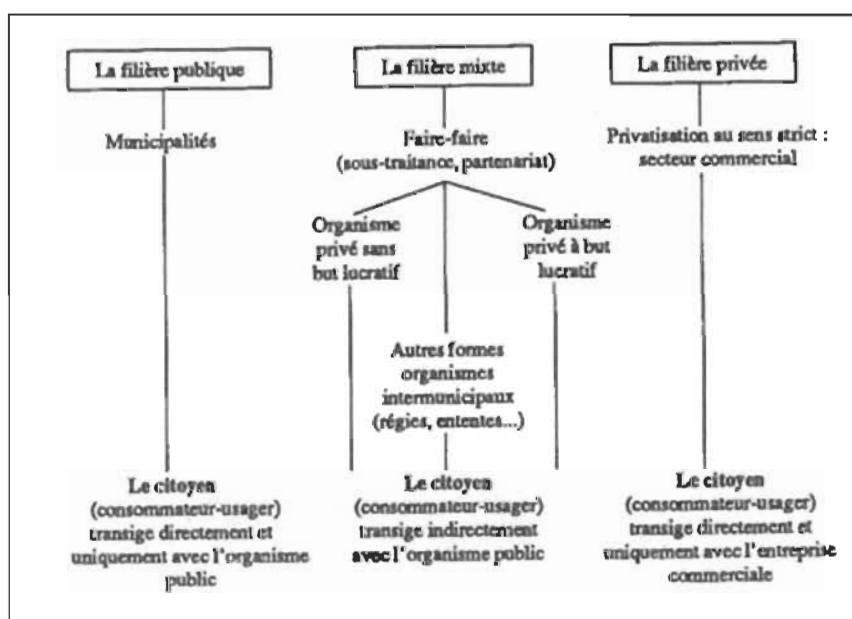 La filière publique
Municipalités
Le citoyen
(consommateur-usager)
transige directement et
uniquement avec l'organisme
public
La filière mixte
Faire-faire
(sous-traitance, partenariat)
Organisme
privé sans
but lucratif
Autres formes
organismes
intermunicipaux
(régies, ententes...)
Organisme
privé à but
lucratif
Le citoyen
(consommateur-usager)
transige indirectement
avec l'organisme public
La filière privée
Privatisation au sens strict :
secteur commercial
Le citoyen
(consommateur-usager)
transige directement et
uniquement avec l'entreprise
commerciale